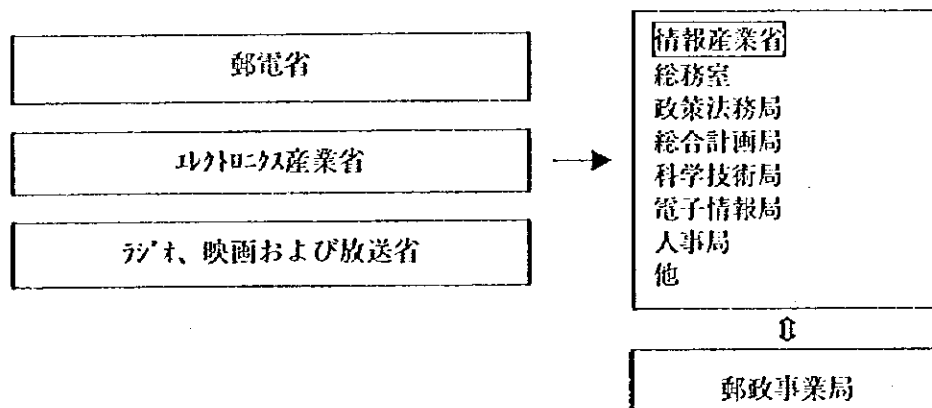 郵電省
ｴﾚｸﾄﾛﾆｸｽ産業省
ﾗｼﾞｵ、映画および放送省
情報産業省
総務室
政策法務局
総合計画局
科学技術局
電子情報局
人事局
他
郵政事業局